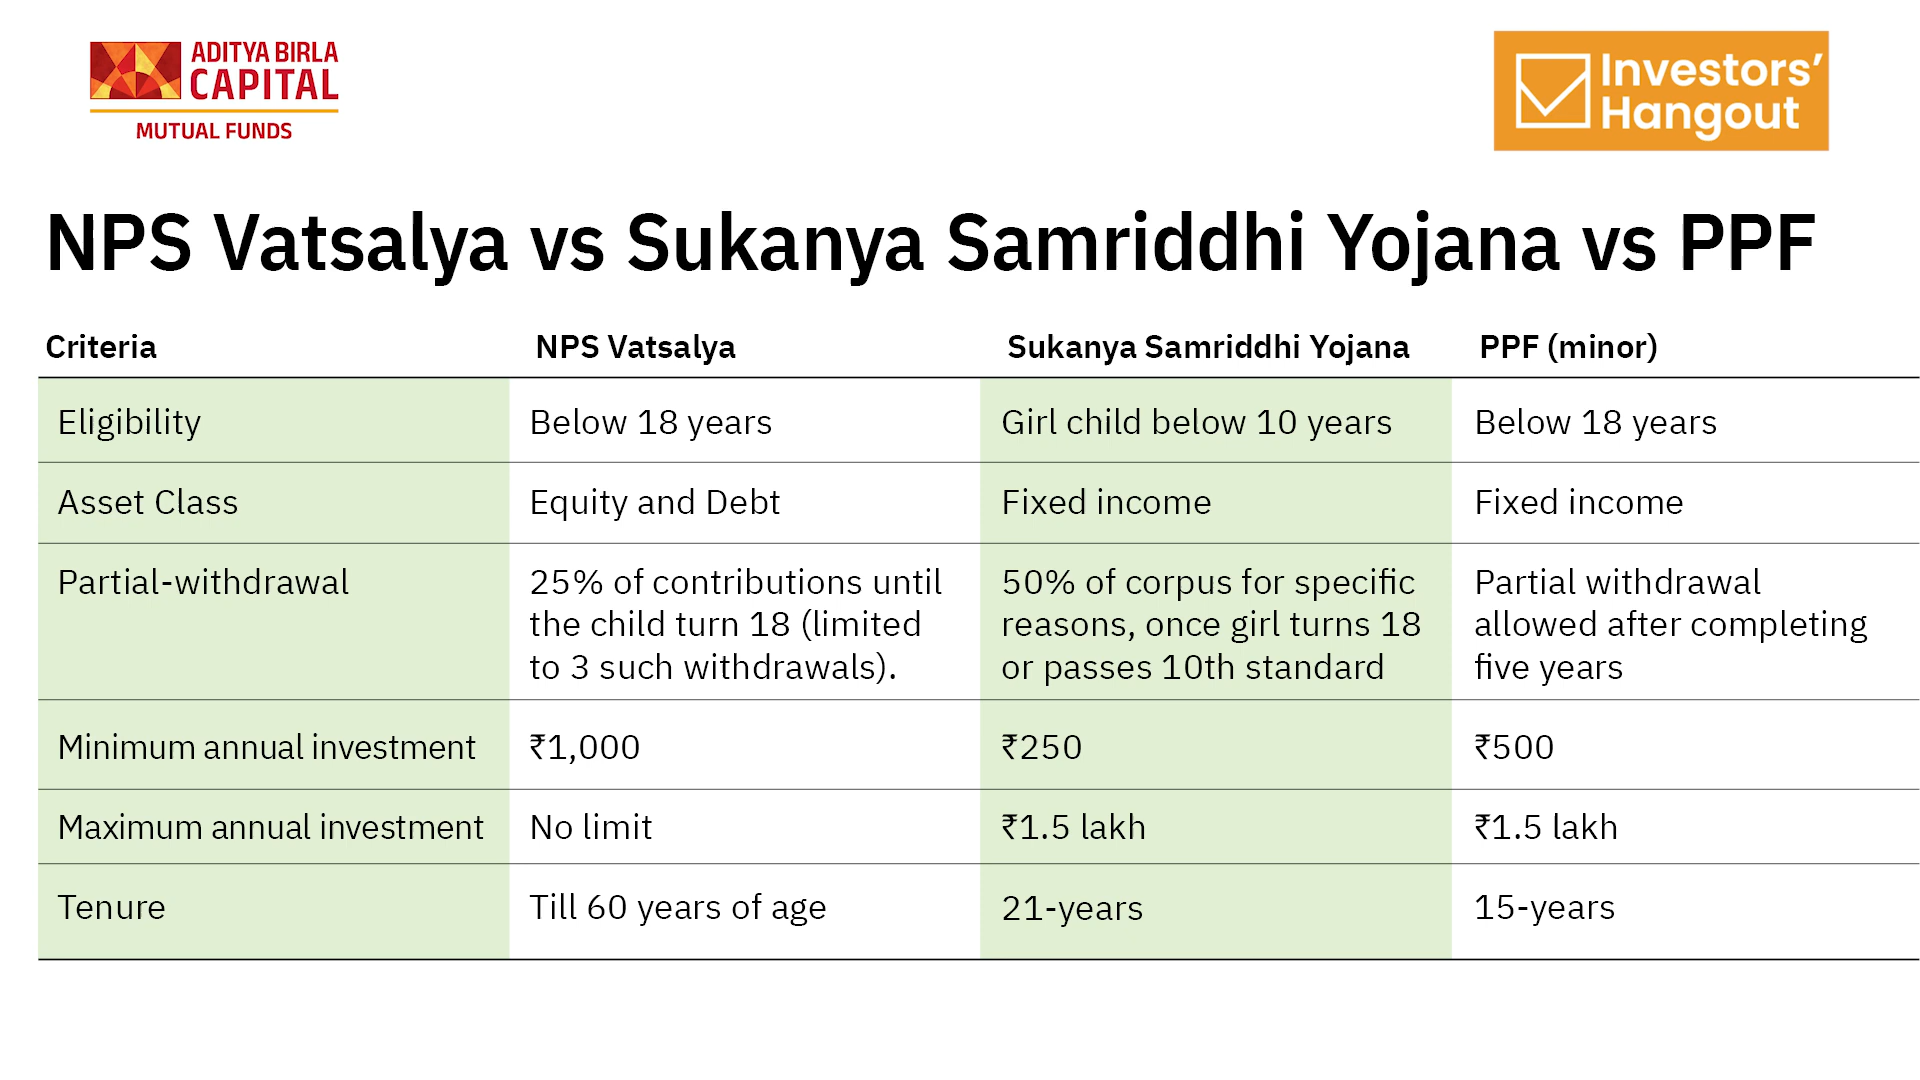 ADITYA BIRLA
CAPITAL
MUTUAL FUNDS
Investors’
Hangout
NPS Vatsalya vs Sukanya Samriddhi Yojana vs PPF
Criteria NPS Vatsalya Sukanya Samriddhi Yojana PPF (minor)
Eligibility Below 18 years Girl child below 10 years Below 18 years
Asset Class Equity and Debt Fixed income Fixed income
Partial-withdrawal 25% of contributions until 50% of corpus for specific Partial withdrawal
the child turn 18 (limited reasons, once girl turns 18 allowed after completing
to 3 such withdrawals). or passes 10th standard five years
Minimum annual investment ₹1,000 ₹250 ₹500
Maximum annual investment No limit ₹1.5 lakh ₹1.5 lakh
Tenure Till 60 years of age 21-years 15-years